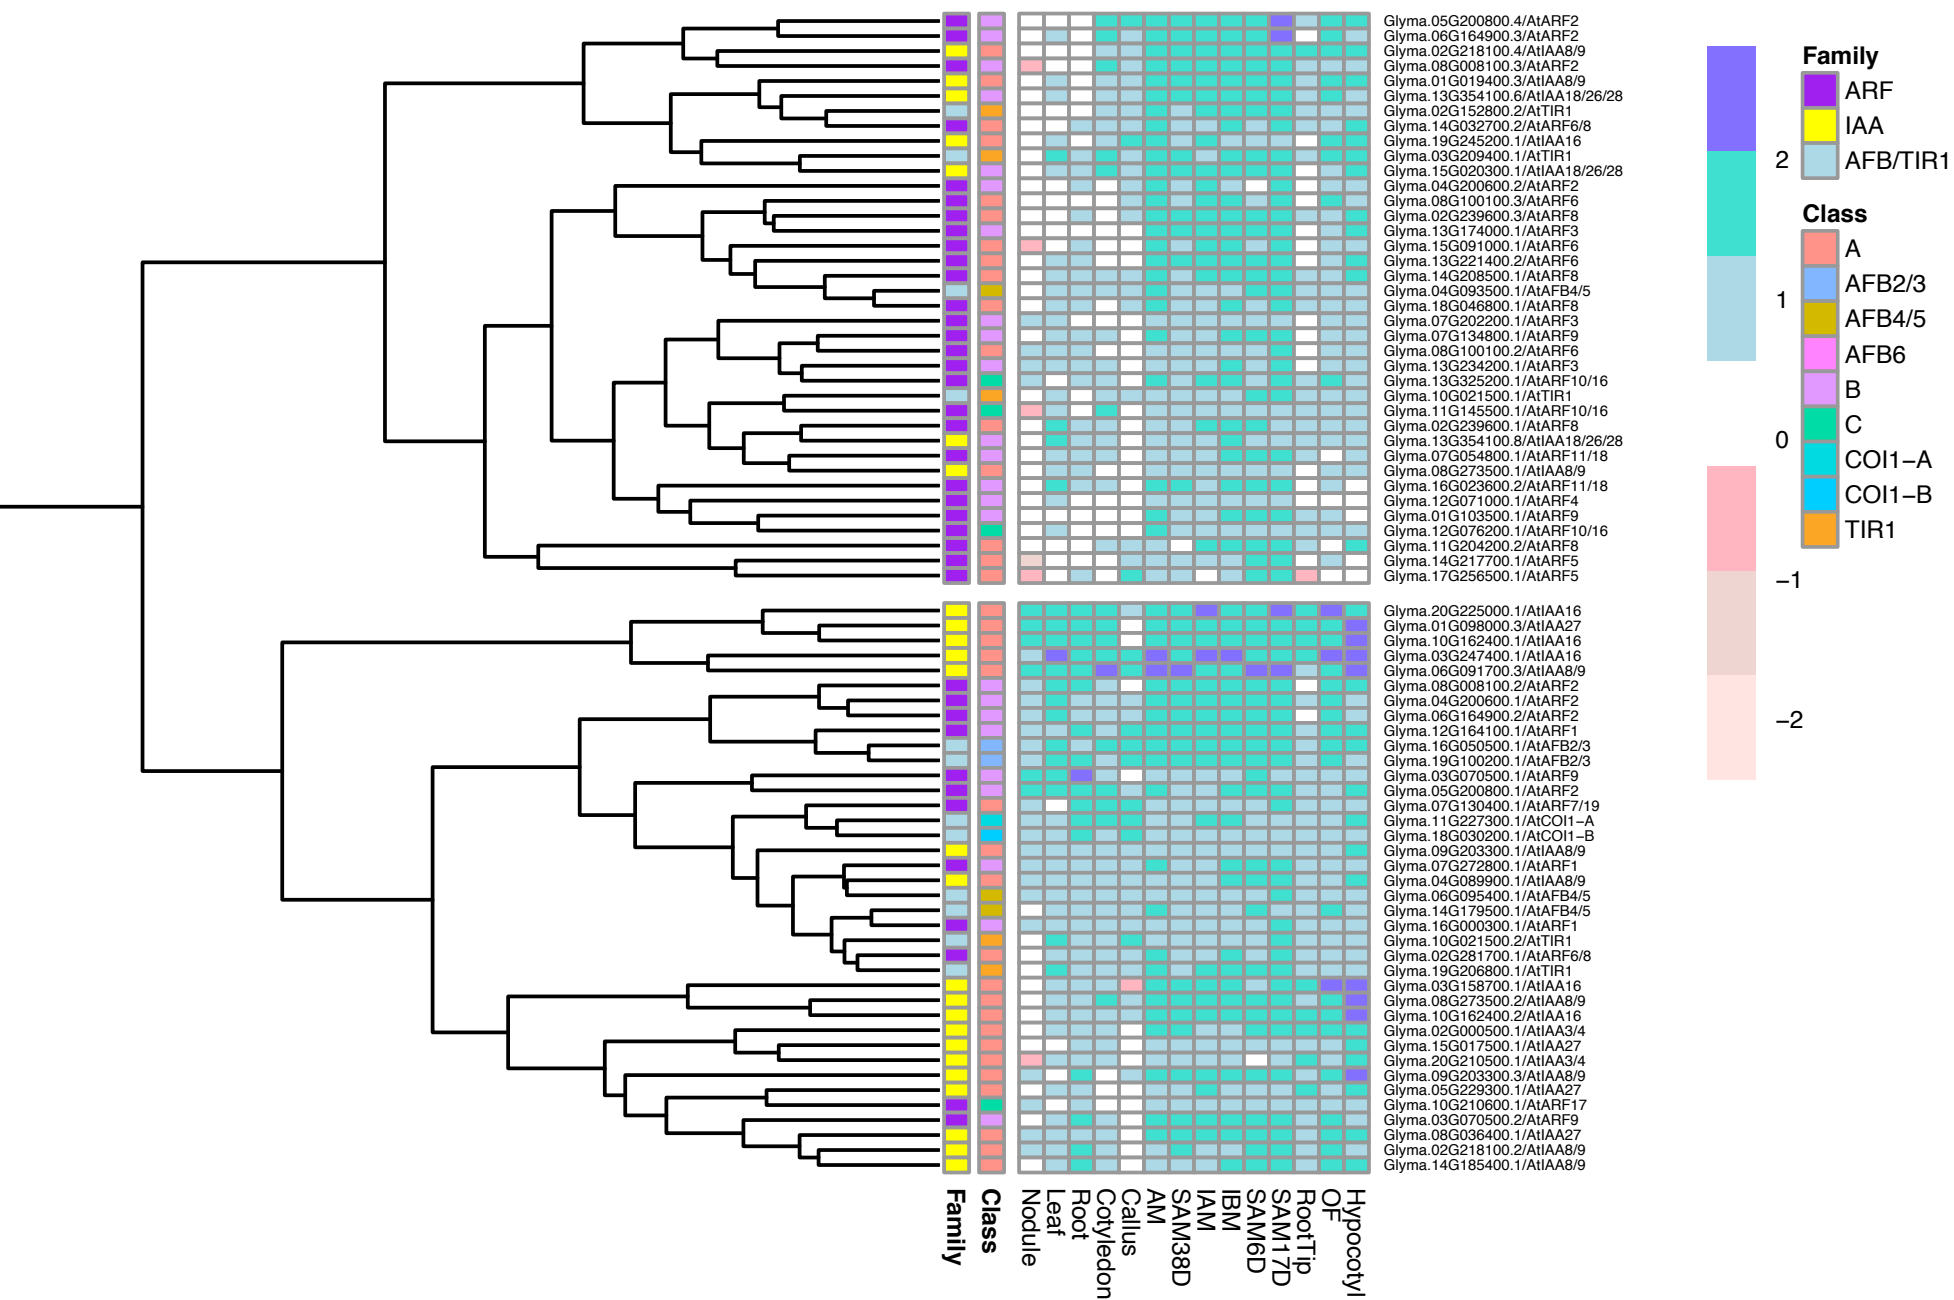 Glyma.05G200800.4/AtARF2
Glyma.06G164900.3/AtARF2
Glyma.02G218100.4/AtIAA8/9
Glyma.08G008100.3/AtARF2
Glyma.01G019400.3/AtIAA8/9
Glyma.13G354100.6/AtIAA18/26/28
Glyma.02G152800.2/AtTIR1
Glyma.14G032700.2/AtARF6/8
Glyma.19G245200.1/AtIAA16
Glyma.03G209400.1/AtTIR1
Glyma.15G020300.1/AtIAA18/26/28
Glyma.04G200600.2/AtARF2
Glyma.08G100100.3/AtARF6
Glyma.02G239600.3/AtARF8
Glyma.13G174000.1/AtARF3
Glyma.15G091000.1/AtARF6
Glyma.13G221400.2/AtARF6
Glyma.14G208500.1/AtARF8
Glyma.04G093500.1/AtAFB4/5
Glyma.18G046800.1/AtARF8
Glyma.07G202200.1/AtARF3
Glyma.07G134800.1/AtARF9
Glyma.08G100100.2/AtARF6
Glyma.13G234200.1/AtARF3
Glyma.13G325200.1/AtARF10/16
Glyma.10G021500.1/AtTIR1
Glyma.11G145500.1/AtARF10/16
Glyma.02G239600.1/AtARF8
Glyma.13G354100.8/AtIAA18/26/28
Glyma.07G054800.1/AtARF11/18
Glyma.08G273500.1/AtIAA8/9
Glyma.16G023600.2/AtARF11/18
Glyma.12G071000.1/AtARF4
Glyma.01G103500.1/AtARF9
Glyma.12G076200.1/AtARF10/16
Glyma.11G204200.2/AtARF8
Glyma.14G217700.1/AtARF5
Glyma.17G256500.1/AtARF5
Glyma.20G225000.1/AtIAA16
Glyma.01G098000.3/AtIAA27
Glyma.10G162400.1/AtIAA16
Glyma.03G247400.1/AtIAA16
Glyma.06G091700.3/AtIAA8/9
Glyma.08G008100.2/AtARF2
Glyma.04G200600.1/AtARF2
Glyma.06G164900.2/AtARF2
Glyma.12G164100.1/AtARF1
Glyma.16G050500.1/AtAFB2/3
Glyma.19G100200.1/AtAFB2/3
Glyma.03G070500.1/AtARF9
Glyma.05G200800.1/AtARF2
Glyma.07G130400.1/AtARF7/19
Glyma.11G227300.1/AtCOI1−A
Glyma.18G030200.1/AtCOI1−B
Glyma.09G203300.1/AtIAA8/9
Glyma.07G272800.1/AtARF1
Glyma.04G089900.1/AtIAA8/9
Glyma.06G095400.1/AtAFB4/5
Glyma.14G179500.1/AtAFB4/5
Glyma.16G000300.1/AtARF1
Glyma.10G021500.2/AtTIR1
Glyma.02G281700.1/AtARF6/8
Glyma.19G206800.1/AtTIR1
Glyma.03G158700.1/AtIAA16
Glyma.08G273500.2/AtIAA8/9
Glyma.10G162400.2/AtIAA16
Glyma.02G000500.1/AtIAA3/4
Glyma.15G017500.1/AtIAA27
Glyma.20G210500.1/AtIAA3/4
Glyma.09G203300.3/AtIAA8/9
Glyma.05G229300.1/AtIAA27
Glyma.10G210600.1/AtARF17
Glyma.03G070500.2/AtARF9
Glyma.08G036400.1/AtIAA27
Glyma.02G218100.2/AtIAA8/9
Glyma.14G185400.1/AtIAA8/9
Family
Class
Nodule
Leaf
Root
Cotyledon
Callus
AM
SAM38D
IAM
IBM
SAM6D
SAM17D
RootTip
OF
Hypocotyl
2
1
0
−1
−2
Family
ARF
IAA
AFB/TIR1
Class
A
AFB2/3
AFB4/5
AFB6
B
C
COI1−A
COI1−B
TIR1